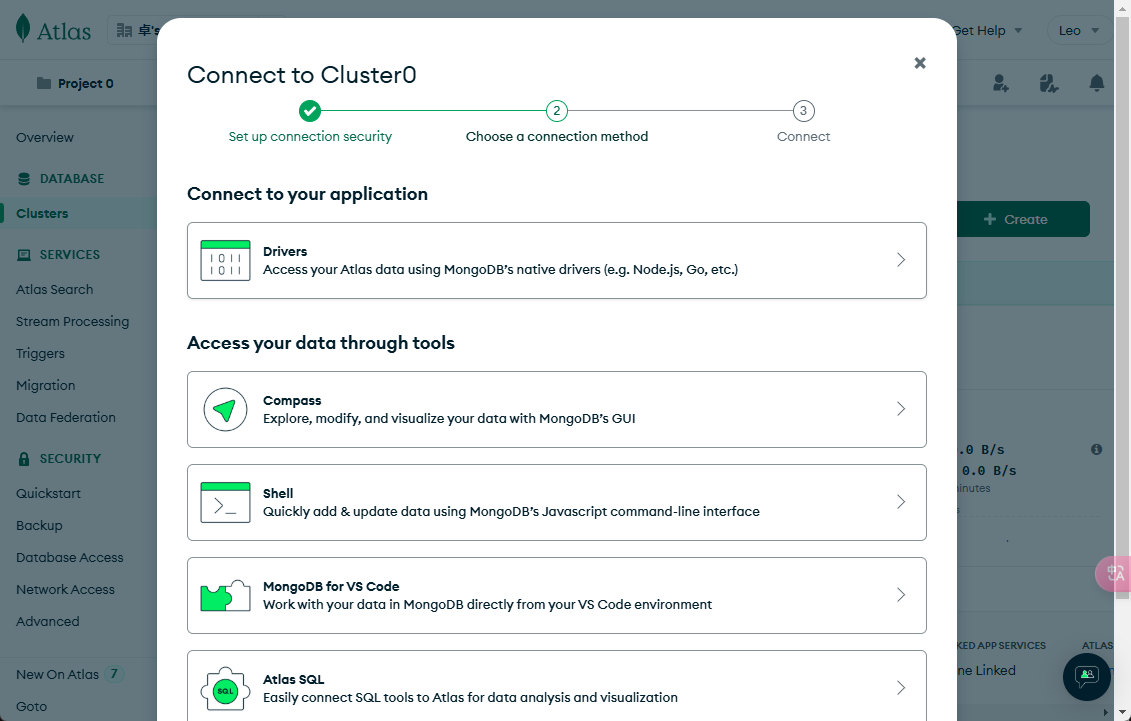 Atlas
卓's
Get Help
Leo
Project 0
Overview
DATABASE
Clusters
SERVICES
Atlas Search
Stream Processing
Triggers
Migration
Data Federation
SECURITY
Quickstart
Backup
Database Access
Network Access
Advanced
New On Atlas 7
Goto
Connect to Cluster0
2
3
Set up connection security
Choose a connection method
Connect
Connect to your application
1011
1011
Drivers
Access your Atlas data using MongoDB's native drivers (e.g. Node.js, Go, etc.)
Access your data through tools
Compass
Explore, modify, and visualize your data with MongoDB's GUI
Shell
Quickly add & update data using MongoDB's Javascript command-line interface
MongoDB for VS Code
Work with your data in MongoDB directly from your VS Code environment
SQL
Atlas SQL
Easily connect SQL tools to Atlas for data analysis and visualization
+ Create
.0 B/s
0.0 B/s
inutes
KED APP SERVICES
ATLAS
ne Linked
中A